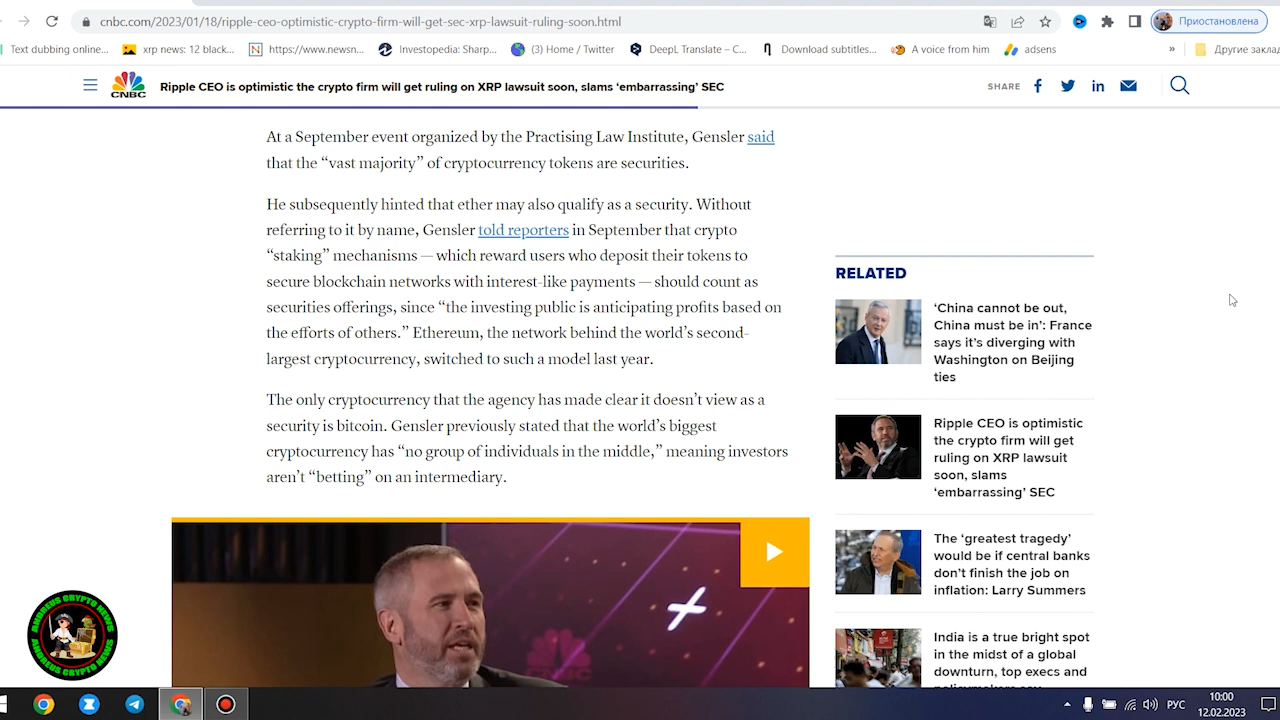 cnbc.com/2023/01/18/ripple-ceo-optimistic-crypto-firm-will-get-sec-xrp-lawsuit-ruling-soon.html
Приостановлена
Text dubbing online...
xrp news: 12 black...
https://www.newsn...
Investopedia: Sharp...
(3) Home / Twitter
DeepL Translate – C...
Download subtitles...
A voice from him
adsens
»
Другие закла
CNBC
Ripple CEO is optimistic the crypto firm will get ruling on XRP lawsuit soon, slams ‘embarrassing’ SEC
SHARE
At a September event organized by the Practising Law Institute, Gensler said
that the “vast majority” of cryptocurrency tokens are securities.
He subsequently hinted that ether may also qualify as a security. Without
referring to it by name, Gensler told reporters in September that crypto
“staking” mechanisms — which reward users who deposit their tokens to
secure blockchain networks with interest-like payments — should count as
securities offerings, since “the investing public is anticipating profits based on
the efforts of others.” Ethereum, the network behind the world’s second-
largest cryptocurrency, switched to such a model last year.
The only cryptocurrency that the agency has made clear it doesn’t view as a
security is bitcoin. Gensler previously stated that the world’s biggest
cryptocurrency has “no group of individuals in the middle,” meaning investors
aren’t “betting” on an intermediary.
RELATED
‘China cannot be out,
China must be in’: France
says it’s diverging with
Washington on Beijing
ties
Ripple CEO is optimistic
the crypto firm will get
ruling on XRP lawsuit
soon, slams
‘embarrassing’ SEC
The ‘greatest tragedy’
would be if central banks
don’t finish the job on
inflation: Larry Summers
India is a true bright spot
in the midst of a global
downturn, top execs and
ANDREUS CRYPTO NEWS
ANDREUS CRYPTO NEWS
РУС
10:00
12.02.2023